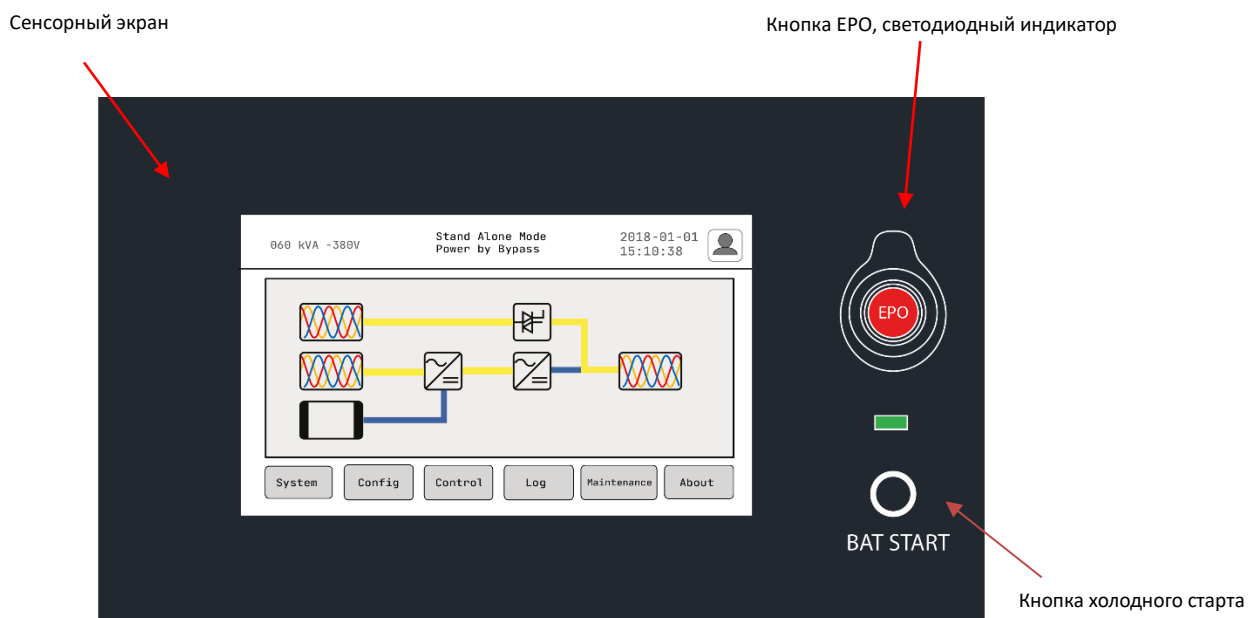 Сенсорный экран
Кнопка EPO, светодиодный индикатор
060 kVA -380V
Stand Alone Mode
Power by Bypass
2018-01-01
15:10:38
EPO
System
Config
Control
Log
Maintenance
About
BAT START
Кнопка холодного старта